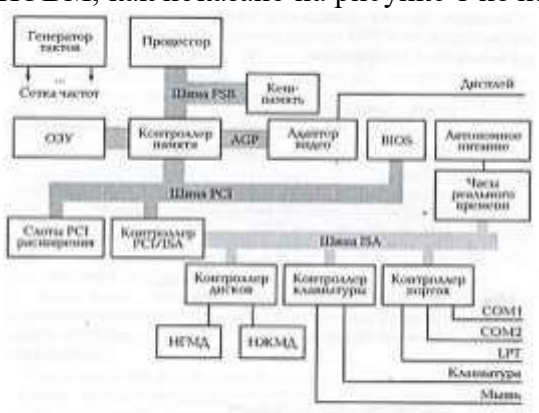 Генератор
тактов
Процессор
...
Сетка частот
Шина FSB
Кеш-
память
Дисплей
ОЗУ
Контроллер
памяти
AGP
Адаптер
видео
BIOS
Автономное
питание
Шина PCI
Часы
реального
времени
Слоты PCI
расширения
Контроллер
PCI/ISA
Шина ISA
Контроллер
дисков
Контроллер
клавиатуры
Контроллер
портов
COM1
COM2
НГМД
НЖМД
LPT
Клавиатура
Мышь